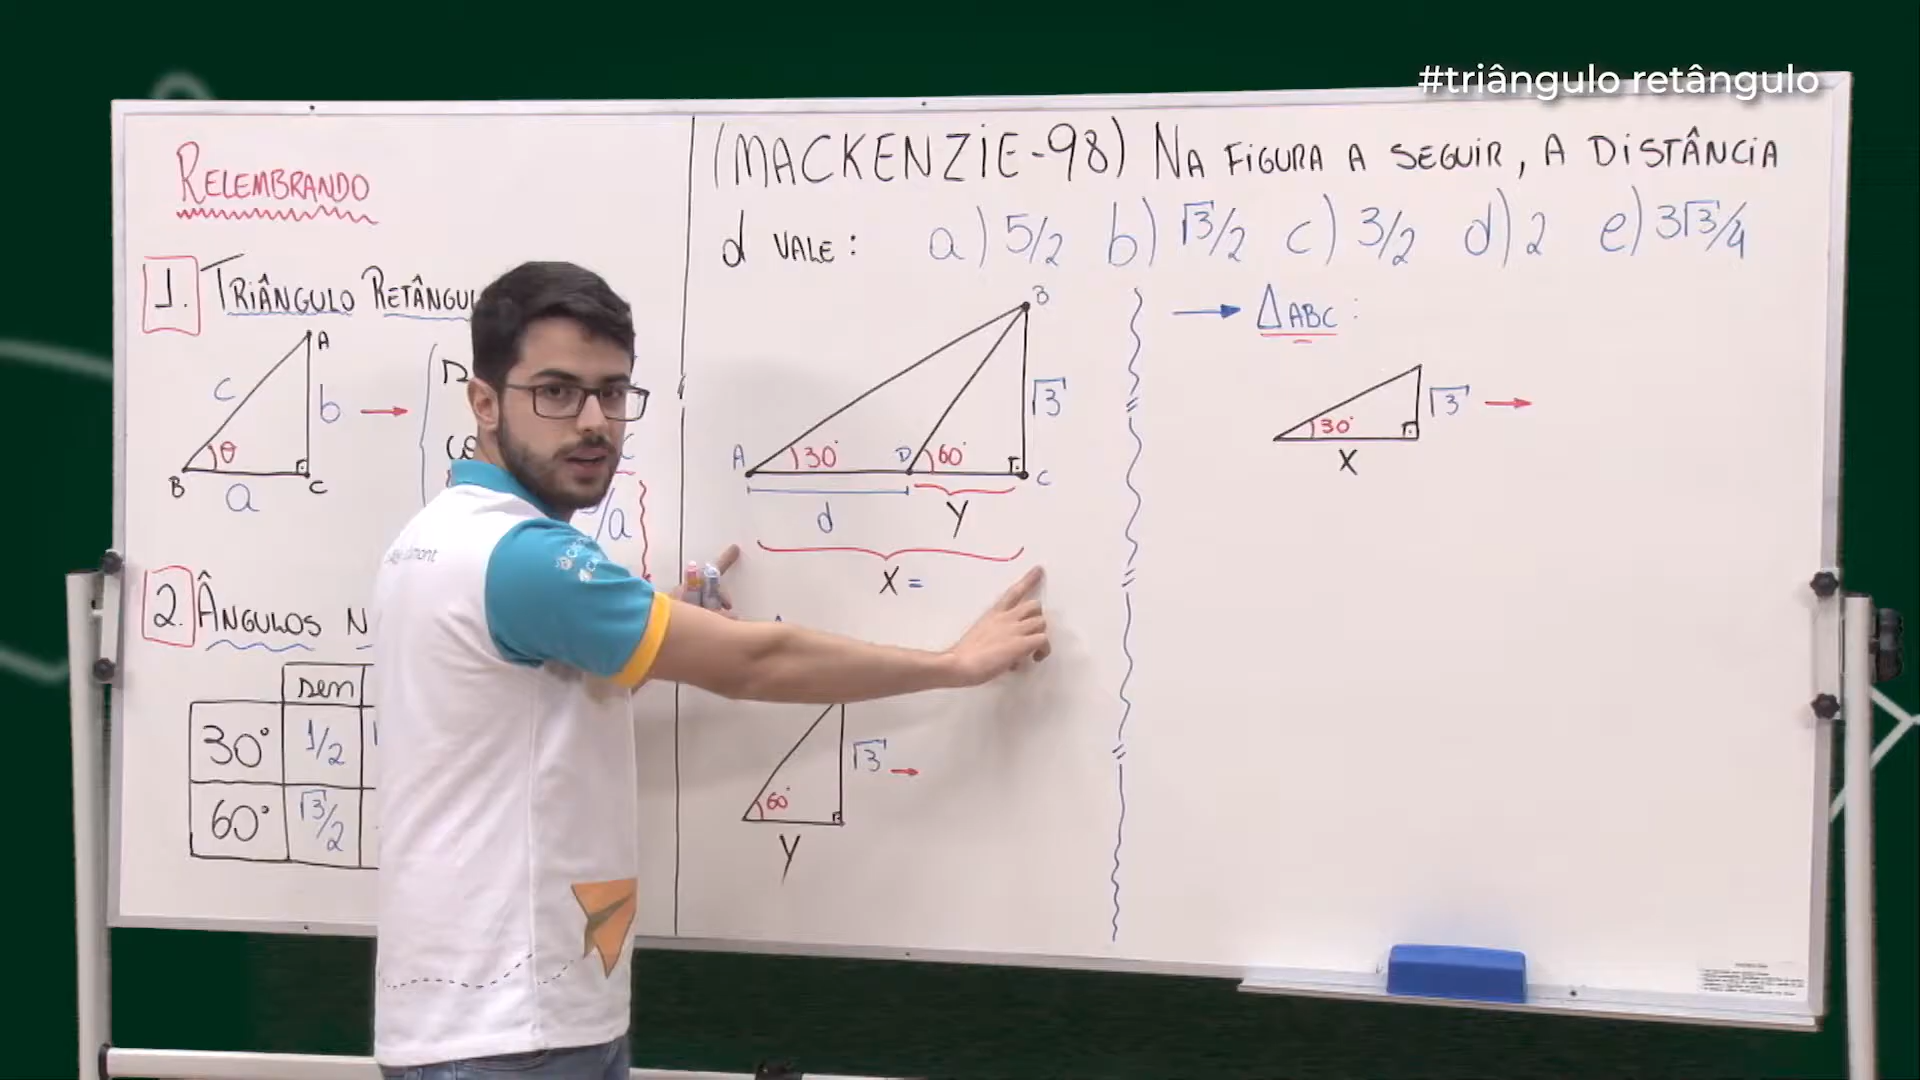 #triângulo retângulo
RELEMBRANDO
1. TRIÂNGULO RETÂNGUL
A
c
b
θ
B
a
C
/a
2. ÂNGULOS N
sen
30° 1/2
60° √3/2
(MACKENZIE-98) NA FIGURA A SEGUIR, A DISTÂNCIA
d VALE: a) 5/2 b) √3/2 c) 3/2 d) 2 e) 3√3/4
B
√3
A 30° D 60° C
d Y
X =
√3
60°
Y
ΔABC:
√3
30°
X